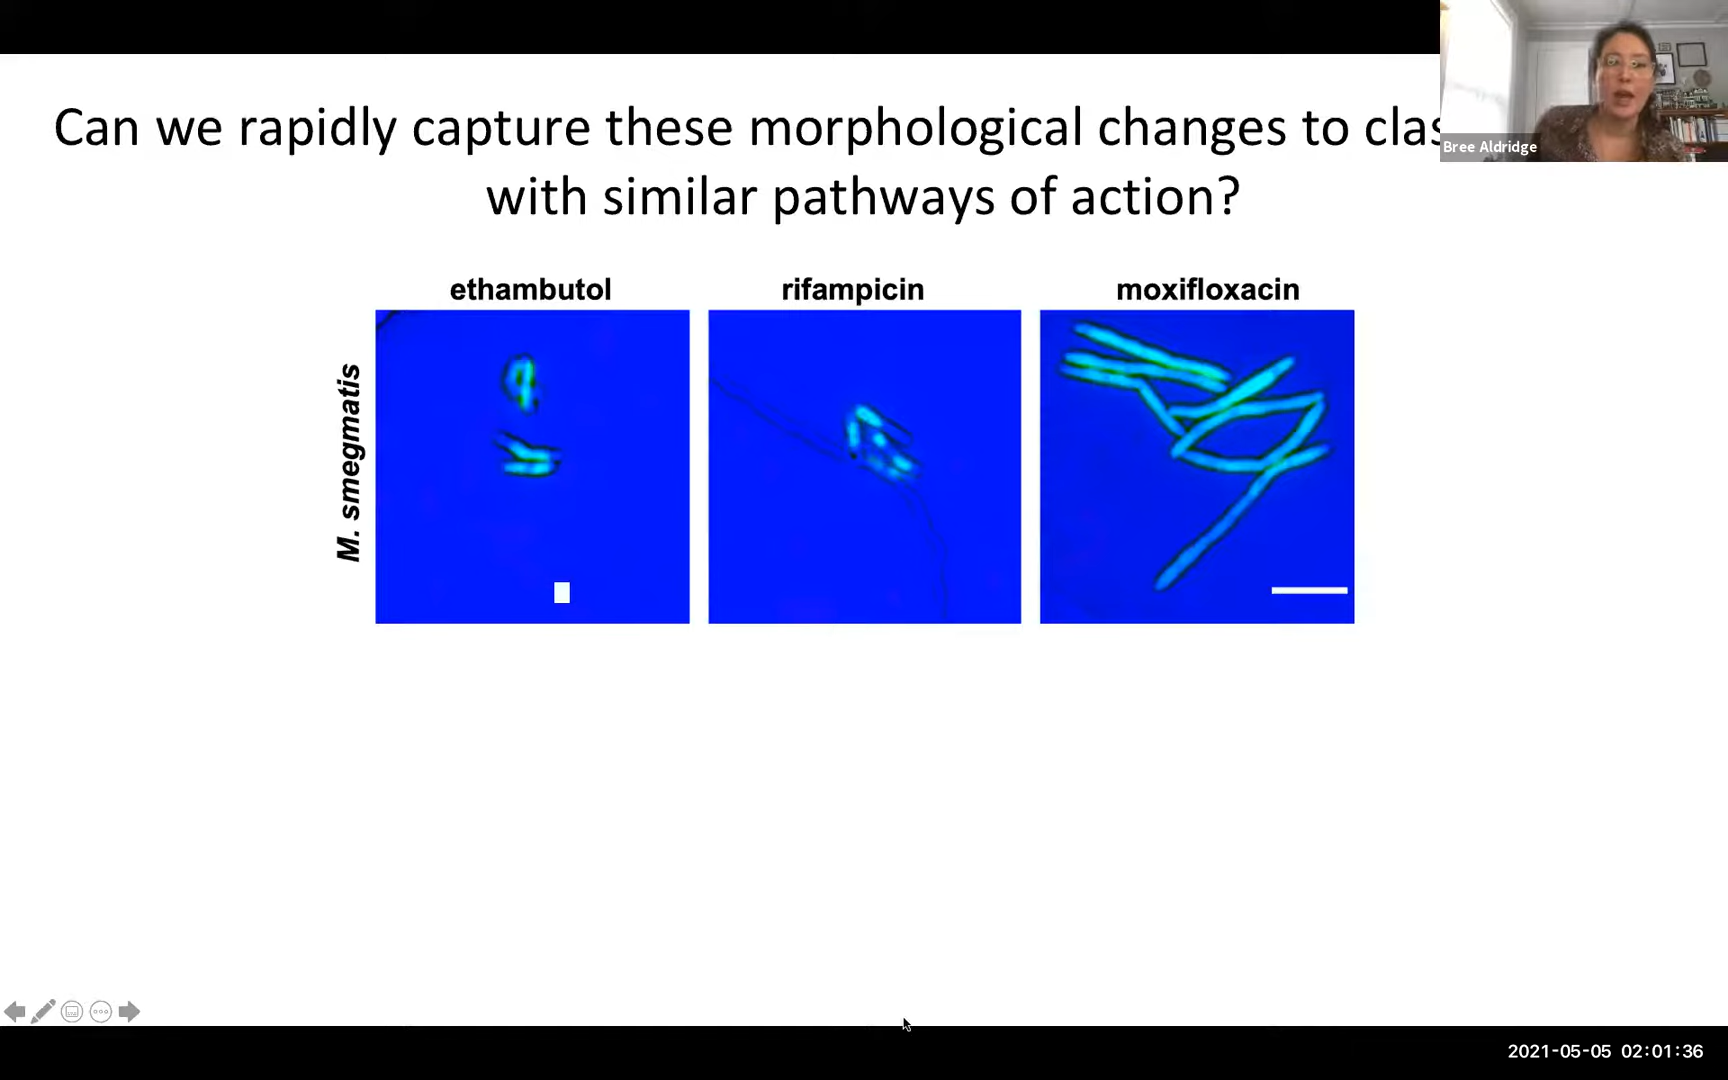 Can we rapidly capture these morphological changes to clas
with similar pathways of action?
Bree Aldridge
ethambutol
rifampicin
moxifloxacin
M. smegmatis
2021-05-05 02:01:36